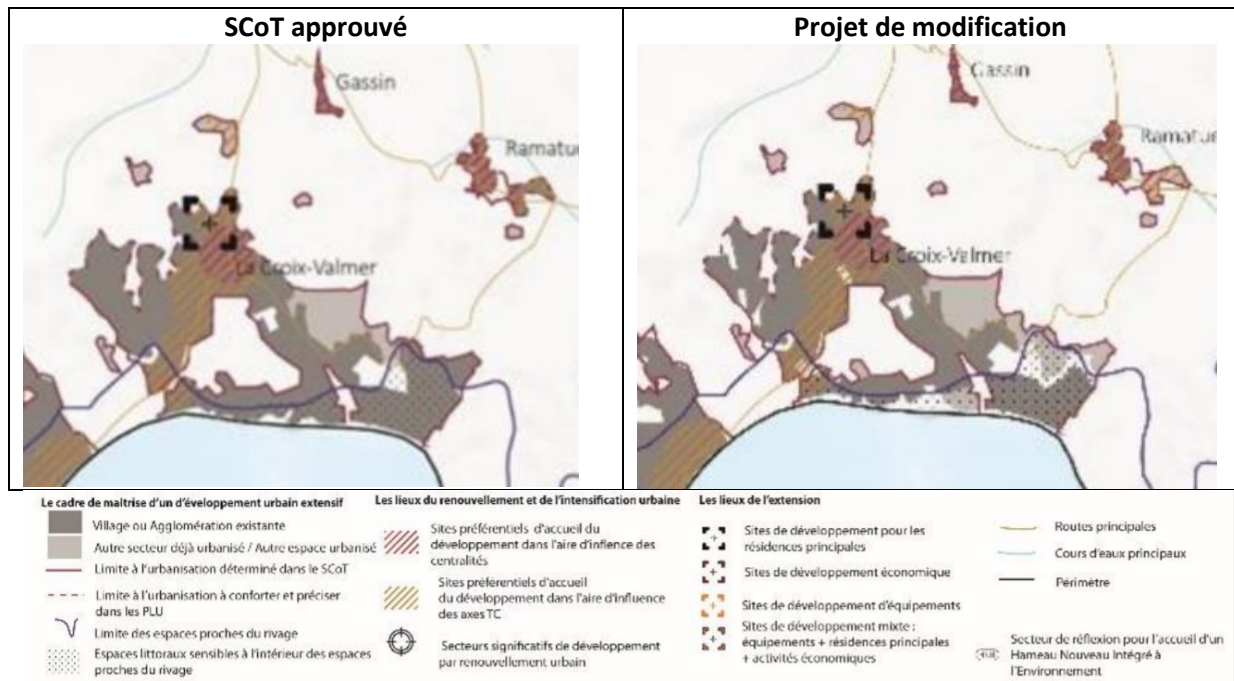 SCoT approuvé
Gassin
Ramatue
La Croix-Valmer
Projet de modification
Gassin
Ramatue
La Croix-Valmer
Le cadre de maitrise d'un d'éveloppement urbain extensif
Village ou Agglomération existante
Autre secteur déjà urbanisé / Autre espace urbanisé
Limite à l'urbanisation déterminé dans le SCoT
Limite à l'urbanisation à conforter et préciser
dans les PLU
Limite des espaces proches du rivage
Espaces littoraux sensibles à l'intérieur des espaces
proches du rivage
Les lieux du renouvellement et de l'intensification urbaine
Sites préférentiels d'accueil du
développement dans l'aire d'inflence des
centralités
Sites préférentiels d'accueil
du développement dans l'aire d'influence
des axes TC
Secteurs significatifs de développement
par renouvellement urbain
Les lieux de l'extension
Sites de développement pour les
résidences principales
Sites de développement économique
Sites de développement d'équipements
Sites de développement mixte :
équipements + résidences principales
+ activités économiques
Routes principales
Cours d'eaux principaux
Périmètre
Secteur de réflexion pour l'accueil d'un
Hameau Nouveau Intégré à
l'Environnement